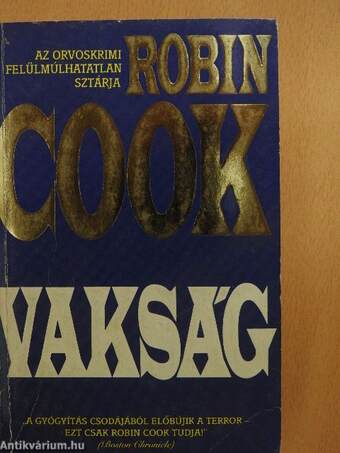 AZ ORVOSKRIMI
FELÜLMÚLHATATLAN
SZTÁRJA
ROBIN
COOK
VAKSÁG
„A GYÓGYÍTÁS CSODÁJÁBÓL ELŐBÚJIK A TERROR –
EZT CSAK ROBIN COOK TUDJA!”
(Boston Chronicle)
Antikvárium.hu